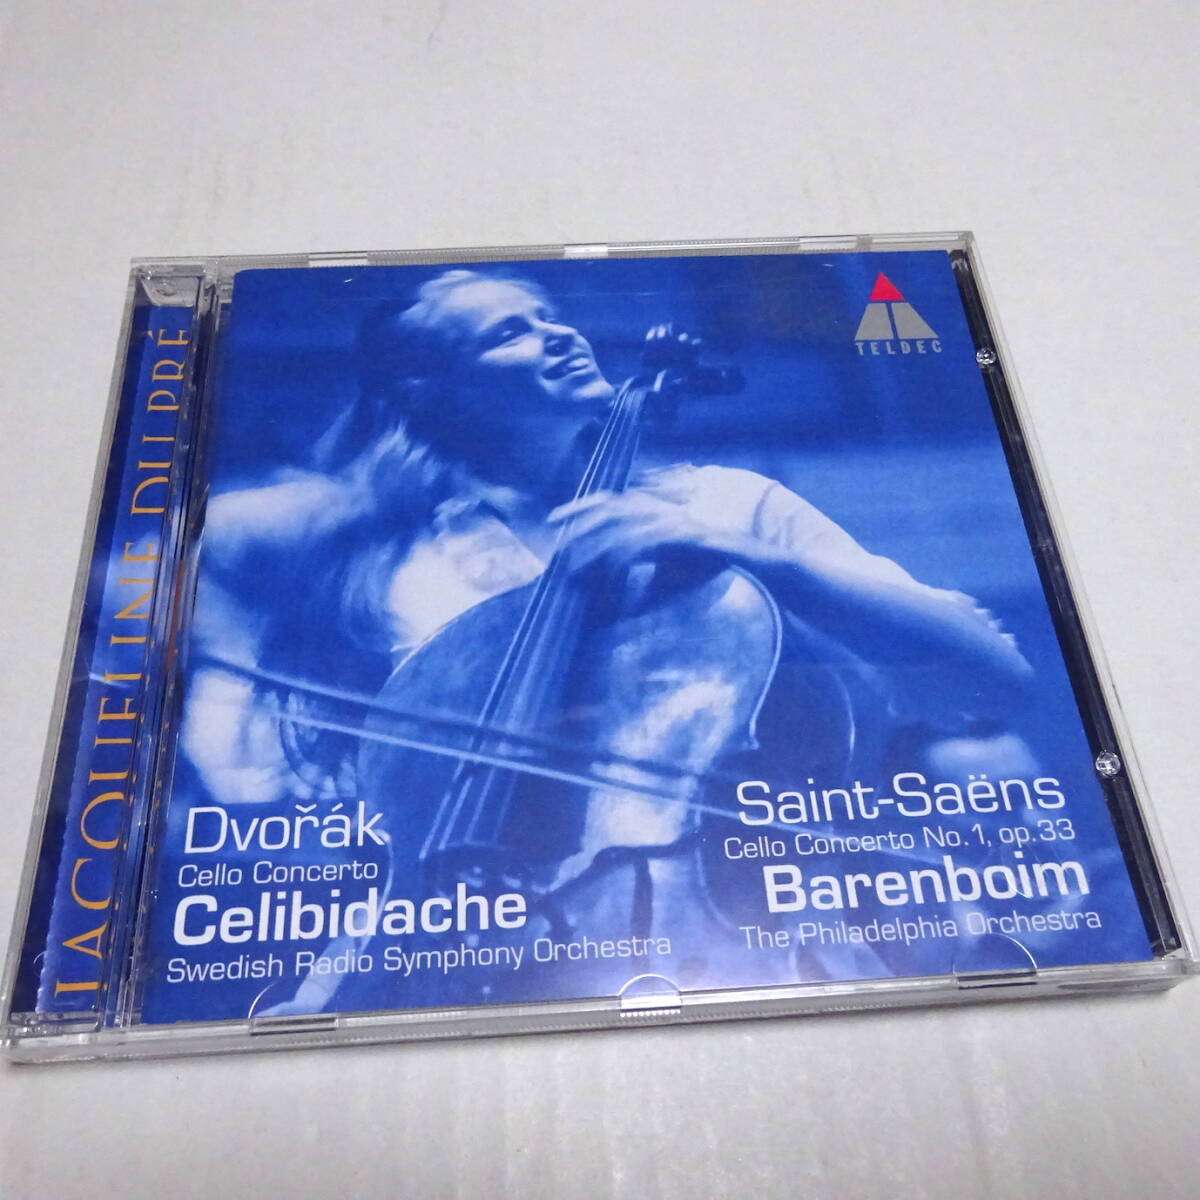 JACQUELINE DU PRÉ
TELDEC
Dvořák
Cello Concerto
Celibidache
Swedish Radio Symphony Orchestra
Saint-Saëns
Cello Concerto No. 1, op. 33
Barenboim
The Philadelphia Orchestra